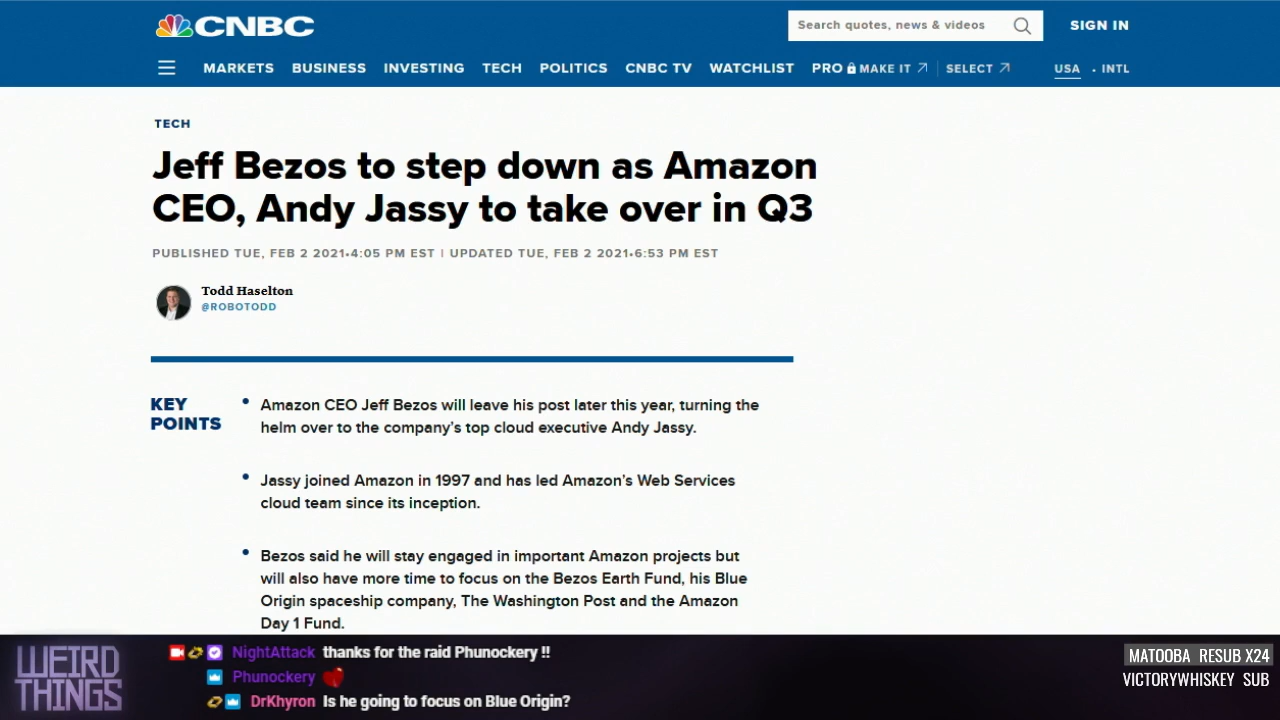 CNBC
Search quotes, news & videos
SIGN IN
MARKETS BUSINESS INVESTING TECH POLITICS CNBC TV WATCHLIST PRO MAKE IT SELECT USA • INTL
TECH
Jeff Bezos to step down as Amazon
CEO, Andy Jassy to take over in Q3
PUBLISHED TUE, FEB 2 2021•4:05 PM EST | UPDATED TUE, FEB 2 2021•6:53 PM EST
Todd Haselton
@ROBOTODD
KEY
POINTS
• Amazon CEO Jeff Bezos will leave his post later this year, turning the
helm over to the company's top cloud executive Andy Jassy.
• Jassy joined Amazon in 1997 and has led Amazon's Web Services
cloud team since its inception.
• Bezos said he will stay engaged in important Amazon projects but
will also have more time to focus on the Bezos Earth Fund, his Blue
Origin spaceship company, The Washington Post and the Amazon
Day 1 Fund.
WEIRD
THINGS
NightAttack thanks for the raid Phunockery !!
Phunockery
DrKhyron Is he going to focus on Blue Origin?
MATOOBA RESUB X24
VICTORYWHISKEY SUB